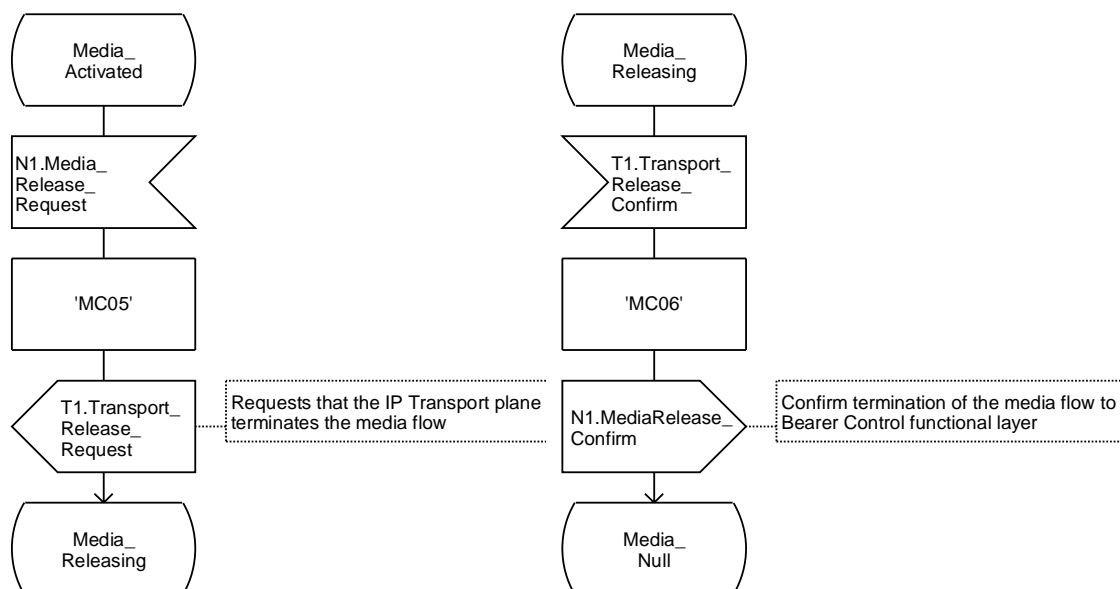 Media_
Activated
N1.Media_
Release_
Request
'MC05'
T1.Transport_
Release_
Request
Requests that the IP Transport plane
terminates the media flow
Media_
Releasing
Media_
Releasing
T1.Transport_
Release_
Confirm
'MC06'
N1.MediaRelease_
Confirm
Confirm termination of the media flow to
Bearer Control functional layer
Media_
Null